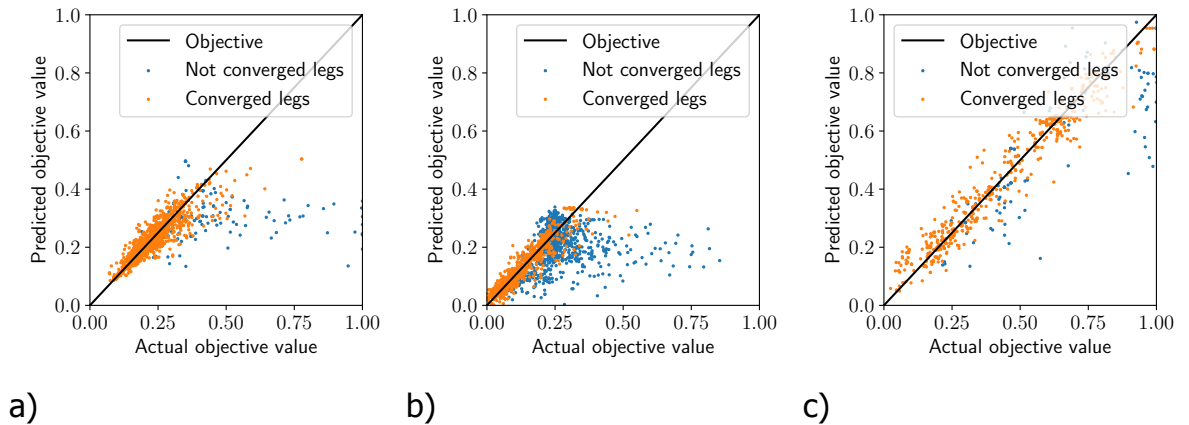 1.0
0.8
0.6
0.4
0.2
0.0
Predicted objective value
Objective
Not converged legs
Converged legs
0.00 0.25 0.50 0.75 1.00
Actual objective value
a)
1.0
0.8
0.6
0.4
0.2
0.0
Predicted objective value
Objective
Not converged legs
Converged legs
0.00 0.25 0.50 0.75 1.00
Actual objective value
b)
1.0
0.8
0.6
0.4
0.2
0.0
Predicted objective value
Objective
Not converged legs
Converged legs
0.00 0.25 0.50 0.75 1.00
Actual objective value
c)